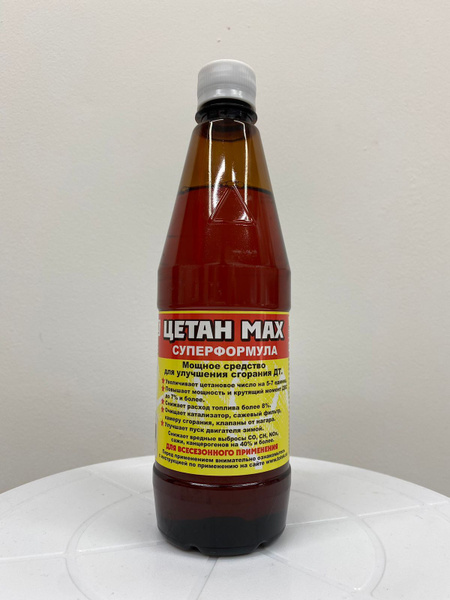 ЦЕТАН MAX
СУПЕРФОРМУЛА
Мощное средство
для улучшения сгорания ДТ.
Увеличивает цетановое число на 5-7 единиц.
Повышает мощность и крутящий момент ДВС
до 7% и более.
Снижает расход топлива более 8%.
Очищает катализатор, сажевый фильтр,
камеру сгорания, клапаны от нагара.
Улучшает пуск двигателя зимой.
Снижает вредные выбросы CO, CH, NOx,
сажи, канцерогенов на 40% и более.
ДЛЯ ВСЕСЕЗОННОГО ПРИМЕНЕНИЯ
Перед применением внимательно ознакомьтесь
с инструкцией по применению на сайте